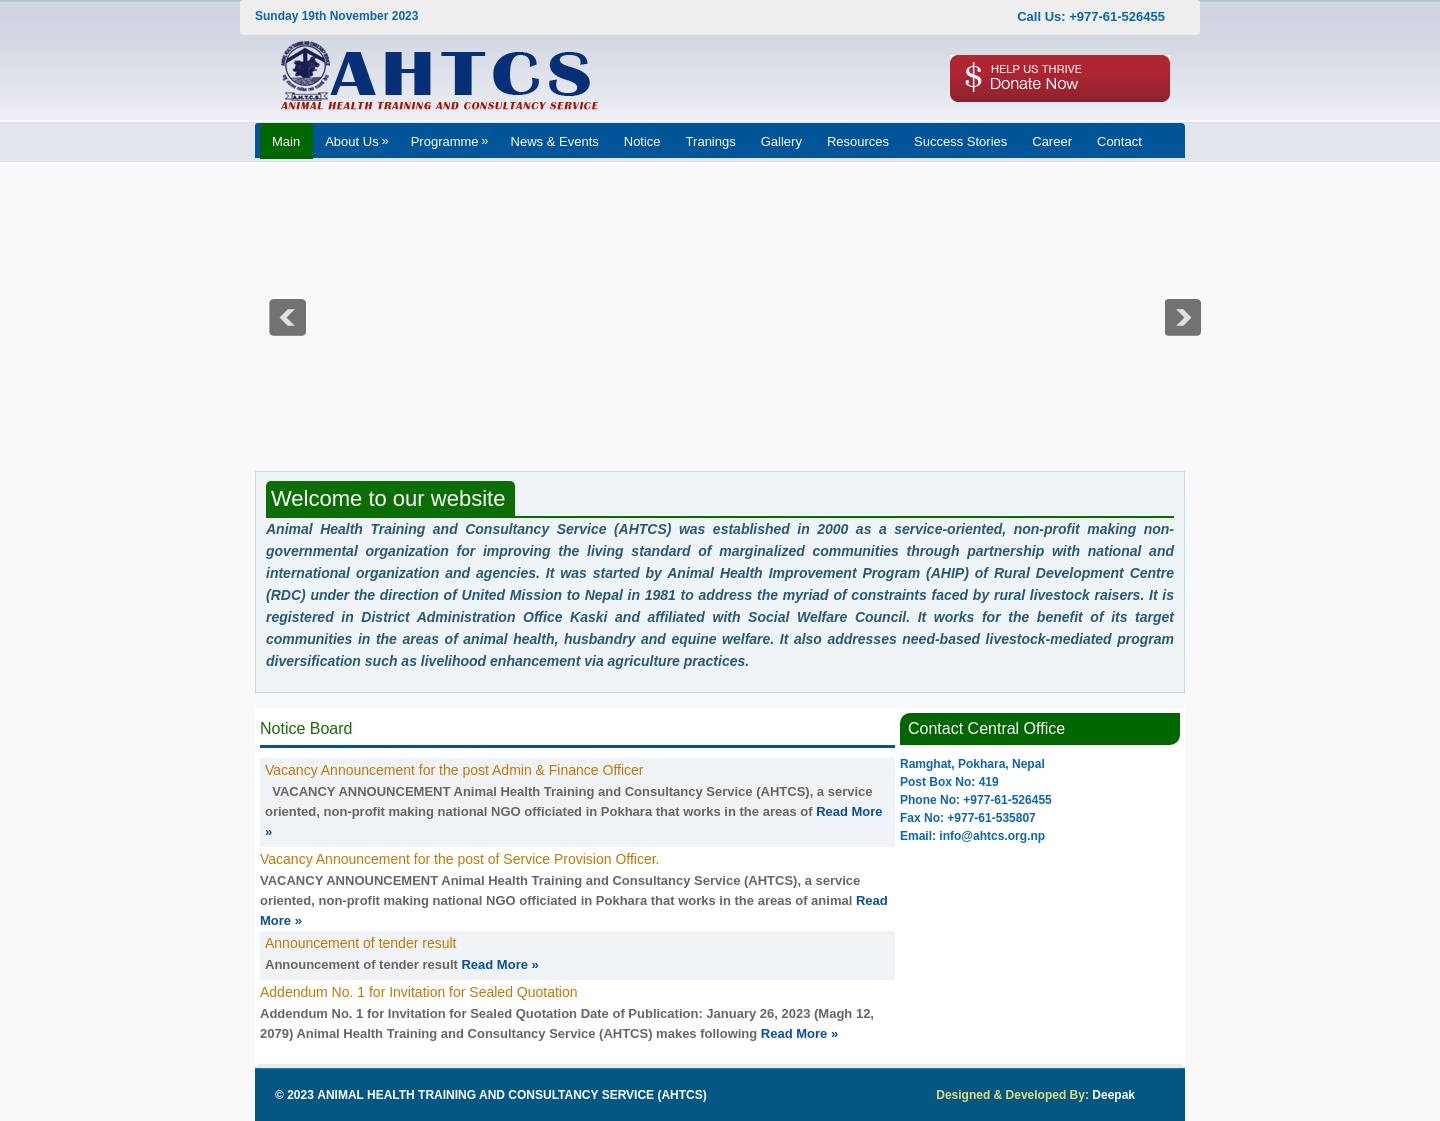 Sunday 19th November 2023
Call Us: +977-61-526455
AHTCS
ANIMAL HEALTH TRAINING AND CONSULTANCY SERVICE
HELP US THRIVE
$ Donate Now
Main About Us » Programme » News & Events Notice Tranings Gallery Resources Success Stories Career Contact
Welcome to our website
Animal Health Training and Consultancy Service (AHTCS) was established in 2000 as a service-oriented, non-profit making non-
governmental organization for improving the living standard of marginalized communities through partnership with national and
international organization and agencies. It was started by Animal Health Improvement Program (AHIP) of Rural Development Centre
(RDC) under the direction of United Mission to Nepal in 1981 to address the myriad of constraints faced by rural livestock raisers. It is
registered in District Administration Office Kaski and affiliated with Social Welfare Council. It works for the benefit of its target
communities in the areas of animal health, husbandry and equine welfare. It also addresses need-based livestock-mediated program
diversification such as livelihood enhancement via agriculture practices.
Notice Board
Vacancy Announcement for the post Admin & Finance Officer
VACANCY ANNOUNCEMENT Animal Health Training and Consultancy Service (AHTCS), a service
oriented, non-profit making national NGO officiated in Pokhara that works in the areas of Read More
»
Vacancy Announcement for the post of Service Provision Officer.
VACANCY ANNOUNCEMENT Animal Health Training and Consultancy Service (AHTCS), a service
oriented, non-profit making national NGO officiated in Pokhara that works in the areas of animal Read
More »
Announcement of tender result
Announcement of tender result Read More »
Addendum No. 1 for Invitation for Sealed Quotation
Addendum No. 1 for Invitation for Sealed Quotation Date of Publication: January 26, 2023 (Magh 12,
2079) Animal Health Training and Consultancy Service (AHTCS) makes following Read More »
Contact Central Office
Ramghat, Pokhara, Nepal
Post Box No: 419
Phone No: +977-61-526455
Fax No: +977-61-535807
Email: info@ahtcs.org.np
© 2023 ANIMAL HEALTH TRAINING AND CONSULTANCY SERVICE (AHTCS)
Designed & Developed By: Deepak